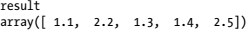 result
array([ 1.1,  2.2,  1.3,  1.4,  2.5])